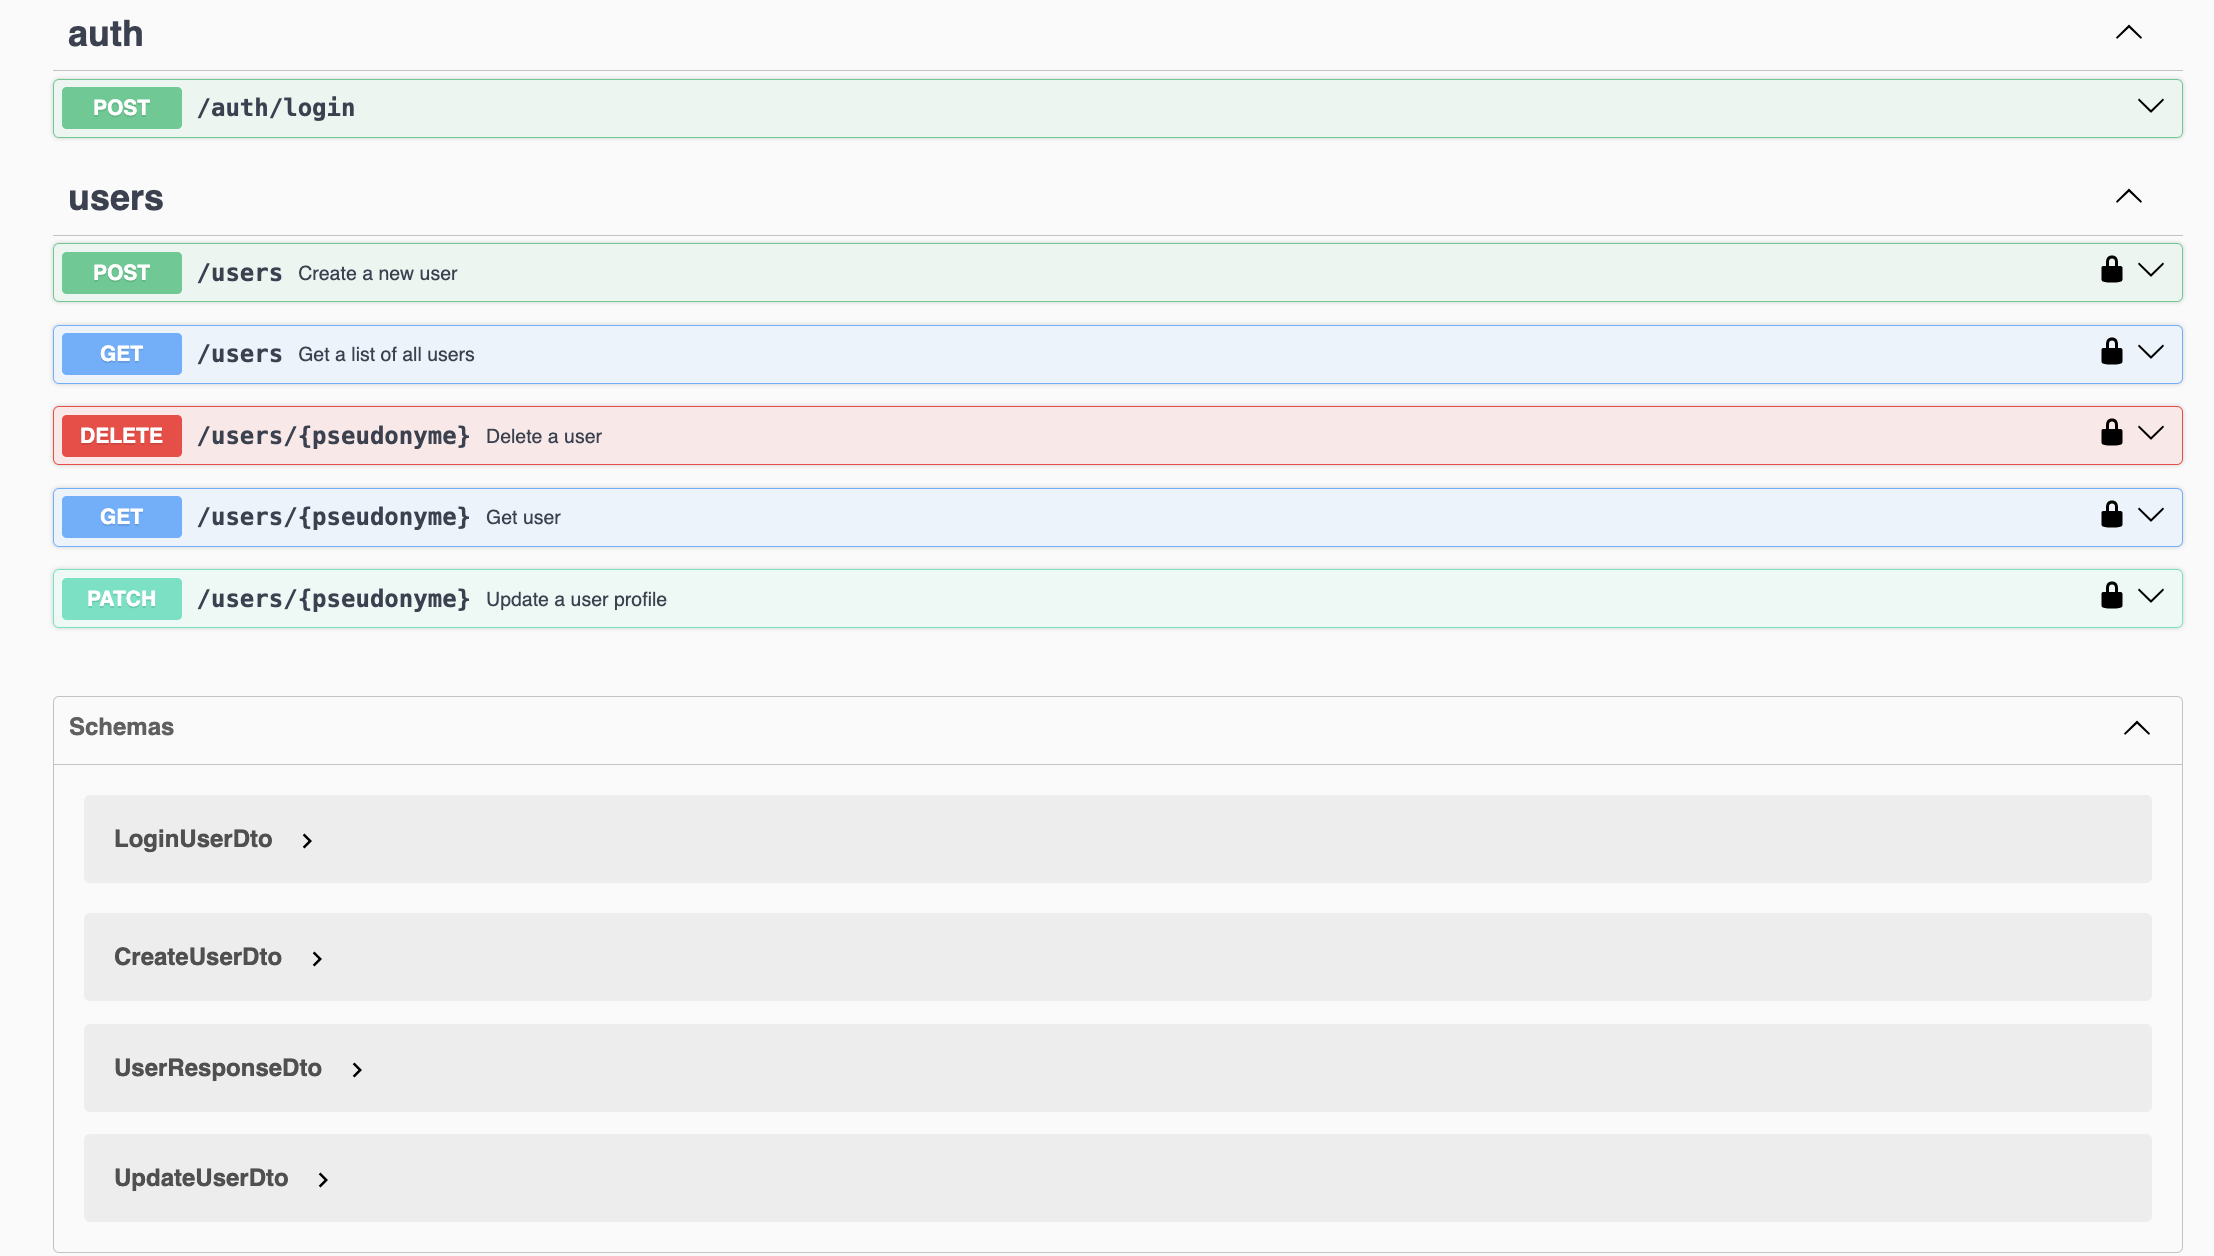 auth
POST /auth/login
users
POST /users Create a new user
GET /users Get a list of all users
DELETE /users/{pseudonyme} Delete a user
GET /users/{pseudonyme} Get user
PATCH /users/{pseudonyme} Update a user profile
Schemas
LoginUserDto
CreateUserDto
UserResponseDto
UpdateUserDto